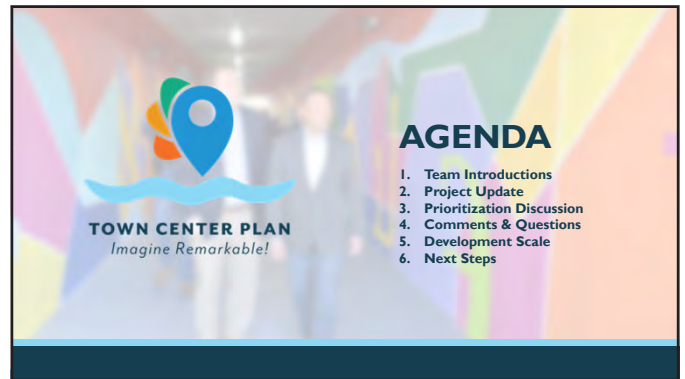 TOWN CENTER PLAN
Imagine Remarkable!
AGENDA
1. Team Introductions
2. Project Update
3. Prioritization Discussion
4. Comments & Questions
5. Development Scale
6. Next Steps